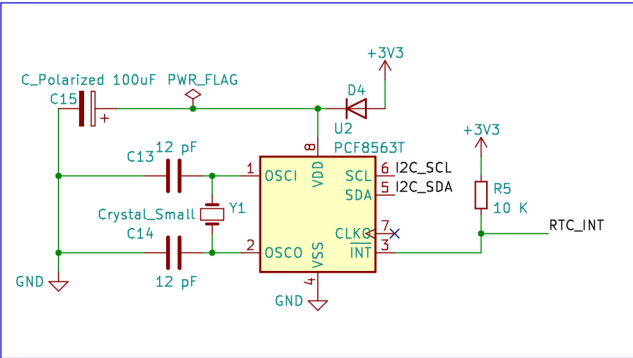 +3V3
C_Polarized 100uF PWR_FLAG
C15
+
D4
U2
PCF8563T
+3V3
C13
12 pF
8
VDD
1
OSCI
SCL
6
I2C_SCL
SDA
5
I2C_SDA
R5
10 K
Crystal_Small
Y1
C14
12 pF
CLKO
7
2
OSCO
INT
3
RTC_INT
VSS
4
GND
GND